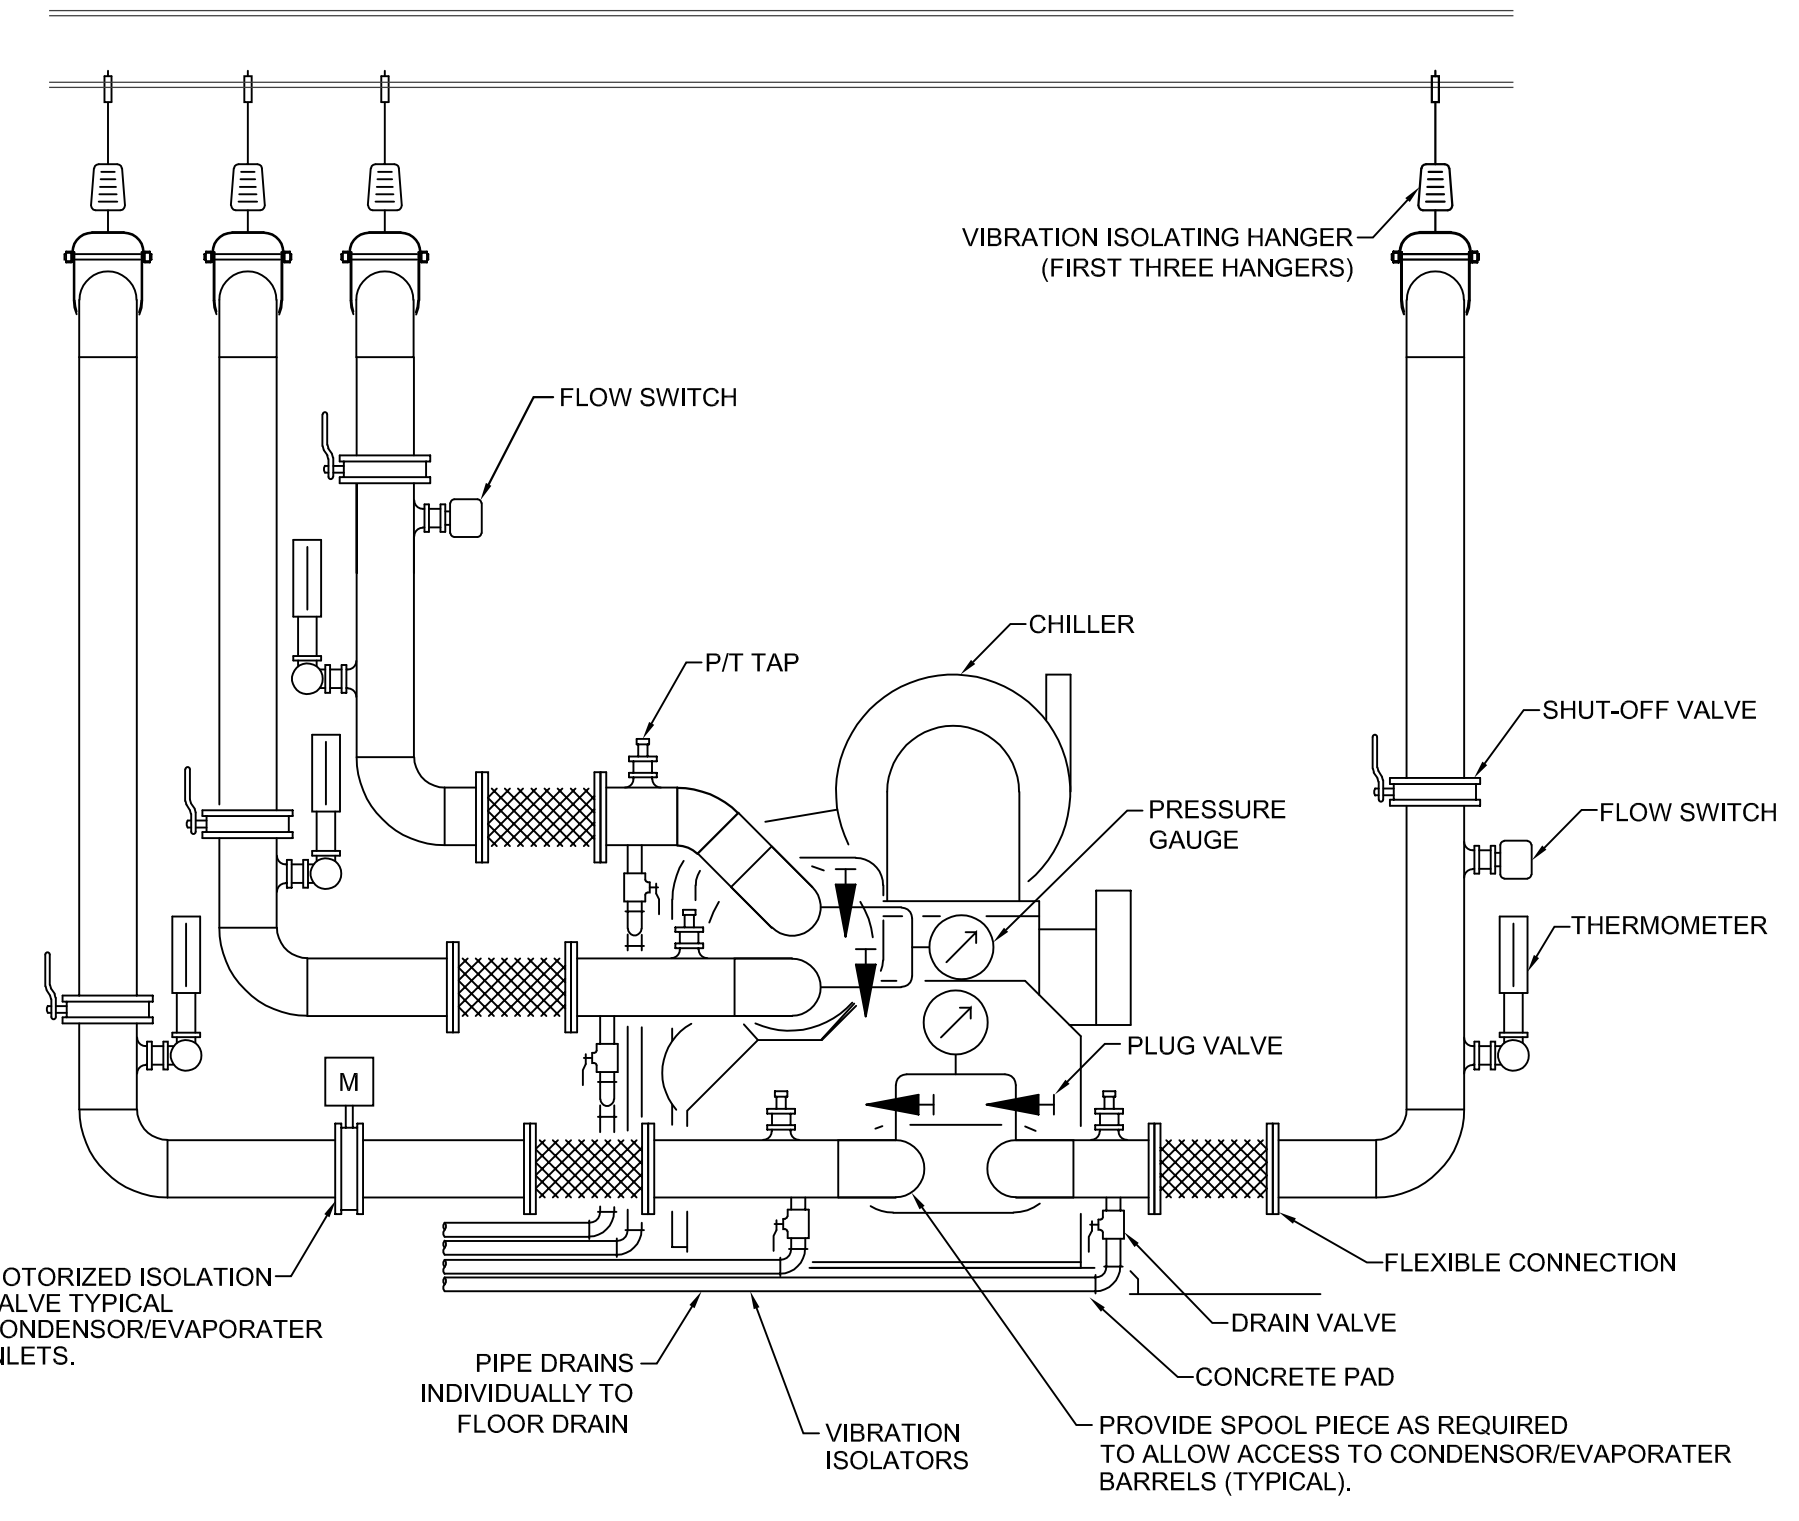 VIBRATION ISOLATING HANGER
(FIRST THREE HANGERS)
FLOW SWITCH
CHILLER
P/T TAP
SHUT-OFF VALVE
PRESSURE
GAUGE
FLOW SWITCH
THERMOMETER
PLUG VALVE
M
FLEXIBLE CONNECTION
OTORIZED ISOLATION
ALVE TYPICAL
ONDENSOR/EVAPORATER
NLETS.
DRAIN VALVE
PIPE DRAINS
INDIVIDUALLY TO
FLOOR DRAIN
CONCRETE PAD
VIBRATION
ISOLATORS
PROVIDE SPOOL PIECE AS REQUIRED
TO ALLOW ACCESS TO CONDENSOR/EVAPORATER
BARRELS (TYPICAL).